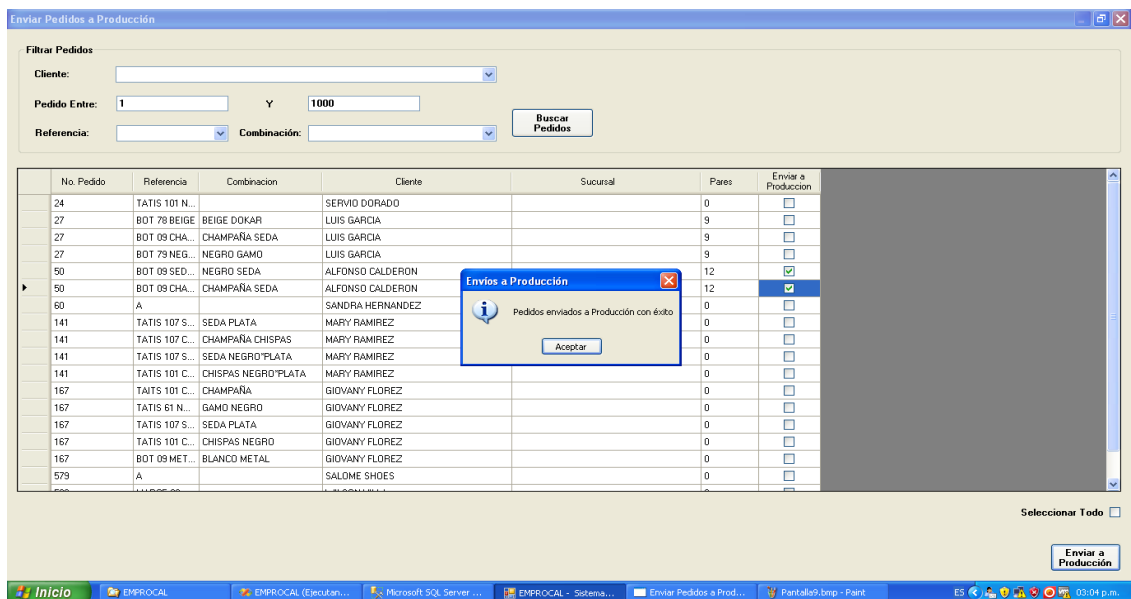 Enviar Pedidos a Producción
Filtrar Pedidos
Cliente:
Pedido Entre: 1 Y 1000
Referencia: Combinación:
Buscar Pedidos
No. Pedido Referencia Combinacion Cliente Sucursal Pares Enviar a Produccion
24 TATIS 101 N... SERVIO DORADO 0
27 BOT 78 BEIGE BEIGE DOKAR LUIS GARCIA 9
27 BOT 09 CHA... CHAMPAÑA SEDA LUIS GARCIA 9
27 BOT 79 NEG... NEGRO GAMO LUIS GARCIA 9
50 BOT 09 SED... NEGRO SEDA ALFONSO CALDERON 12
50 BOT 09 CHA... CHAMPAÑA SEDA ALFONSO CALDERON 12
60 A SANDRA HERNANDEZ 0
141 TATIS 107 S... SEDA PLATA MARY RAMIREZ 0
141 TATIS 107 C... CHAMPAÑA CHISPAS MARY RAMIREZ 0
141 TATIS 107 S... SEDA NEGRO"PLATA MARY RAMIREZ 0
141 TATIS 101 C... CHISPAS NEGRO"PLATA MARY RAMIREZ 0
167 TAITS 101 C... CHAMPAÑA GIOVANY FLOREZ 0
167 TATIS 61 N... GAMO NEGRO GIOVANY FLOREZ 0
167 TATIS 107 S... SEDA PLATA GIOVANY FLOREZ 0
167 TATIS 101 C... CHISPAS NEGRO GIOVANY FLOREZ 0
167 BOT 09 MET... BLANCO METAL GIOVANY FLOREZ 0
579 A SALOME SHOES 0
Envíos a Producción
Pedidos enviados a Producción con éxito
Aceptar
Seleccionar Todo
Enviar a Producción
Inicio EMPROCAL EMPROCAL (Ejecutan... Microsoft SQL Server ... EMPROCAL - Sistema... Enviar Pedidos a Prod... Pantalla9.bmp - Paint ES 03:04 p.m.